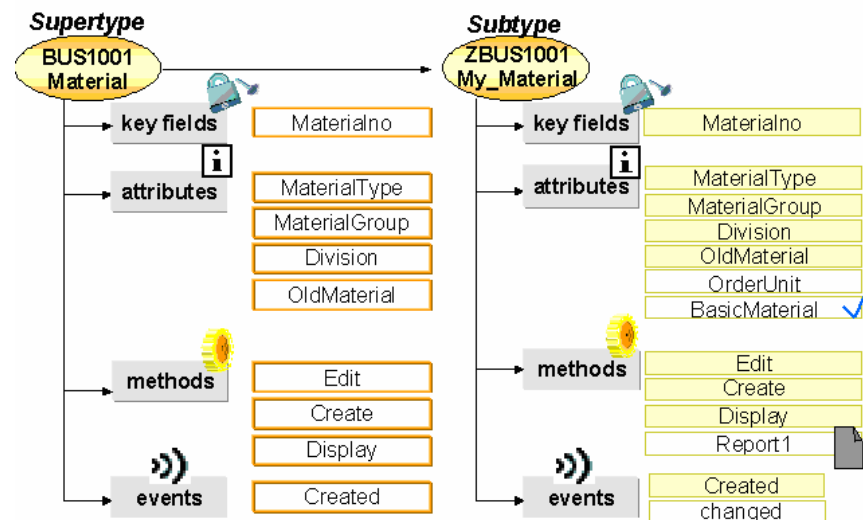 Supertype
BUS1001
Material
key fields
Materialno
i
attributes
MaterialType
MaterialGroup
Division
OldMaterial
methods
Edit
Create
Display
events
Created
Subtype
ZBUS1001
My_Material
key fields
Materialno
i
attributes
MaterialType
MaterialGroup
Division
OldMaterial
OrderUnit
BasicMaterial
methods
Edit
Create
Display
Report1
events
Created
changed